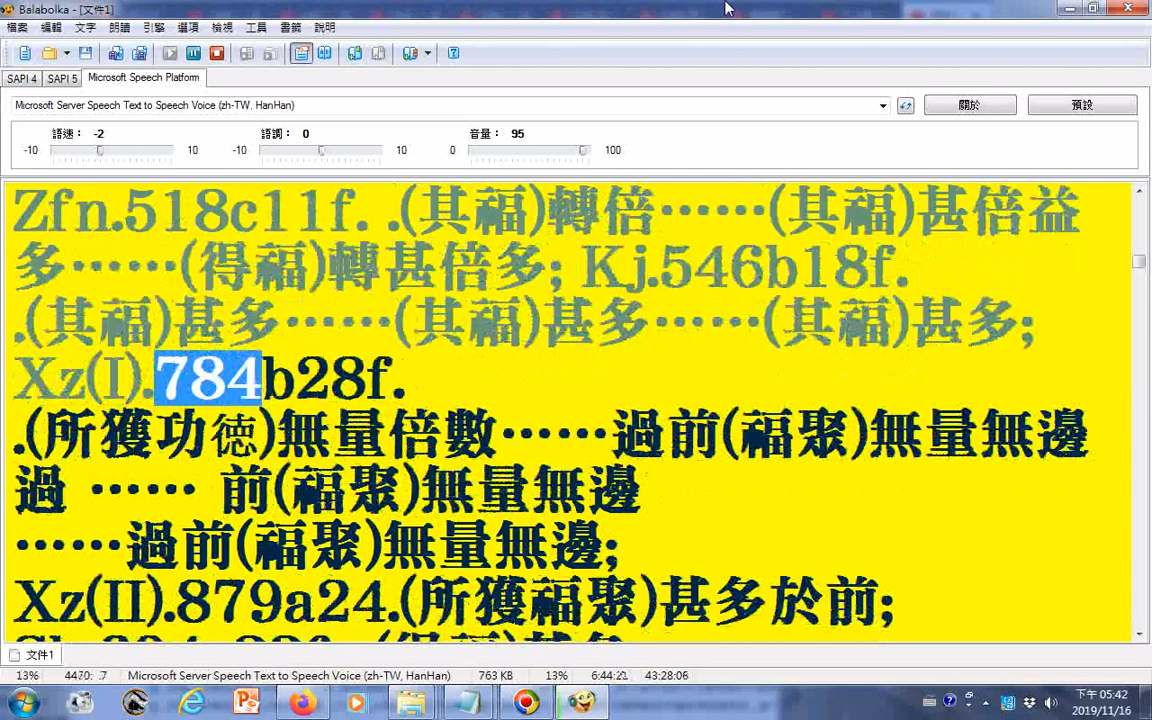 Balabolka - [文件1]
檔案 編輯 文字 朗讀 引擎 選項 檢視 工具 書籤 說明
SAPI 4 SAPI 5 Microsoft Speech Platform
Microsoft Server Speech Text to Speech Voice (zh-TW, HanHan) 關於 預設
語速： -2 語調： 0 音量： 95
-10 10 -10 10 0 100
Zfn.518c11f. .(其福)轉倍⋯⋯(其福)甚倍益
多⋯⋯(得福)轉甚倍多; Kj.546b18f.
.(其福)甚多⋯⋯(其福)甚多⋯⋯(其福)甚多;
Xz(I).784b28f.
.(所獲功德)無量倍數⋯⋯過前(福聚)無量無邊
過 ⋯⋯ 前(福聚)無量無邊
⋯⋯過前(福聚)無量無邊;
Xz(II).879a24.(所獲福聚)甚多於前;
文件1
13% Microsoft Server Speech Text to Speech Voice (zh-TW, HanHan) 763 KB 13% 43:28:06
下午 05:42
2019/11/16